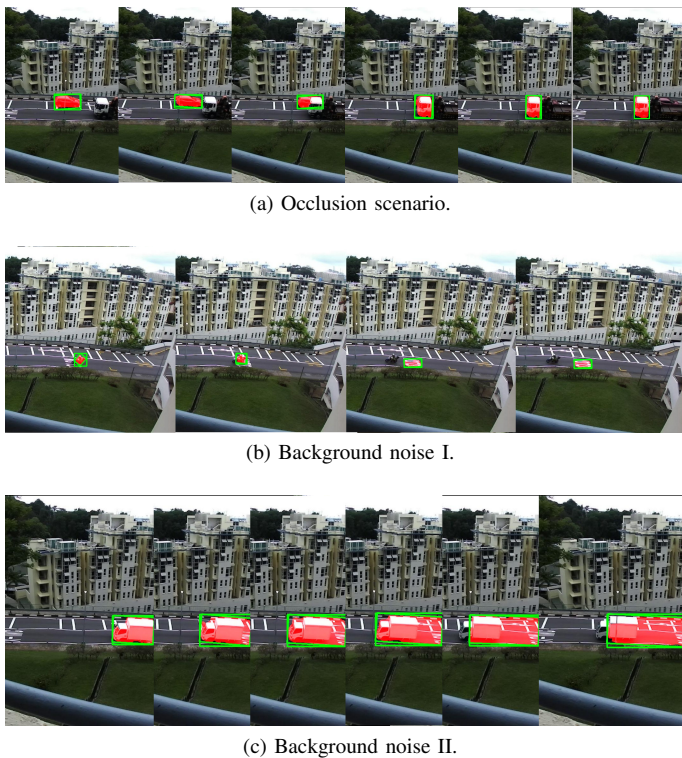 (a) Occlusion scenario.
(b) Background noise I.
(c) Background noise II.